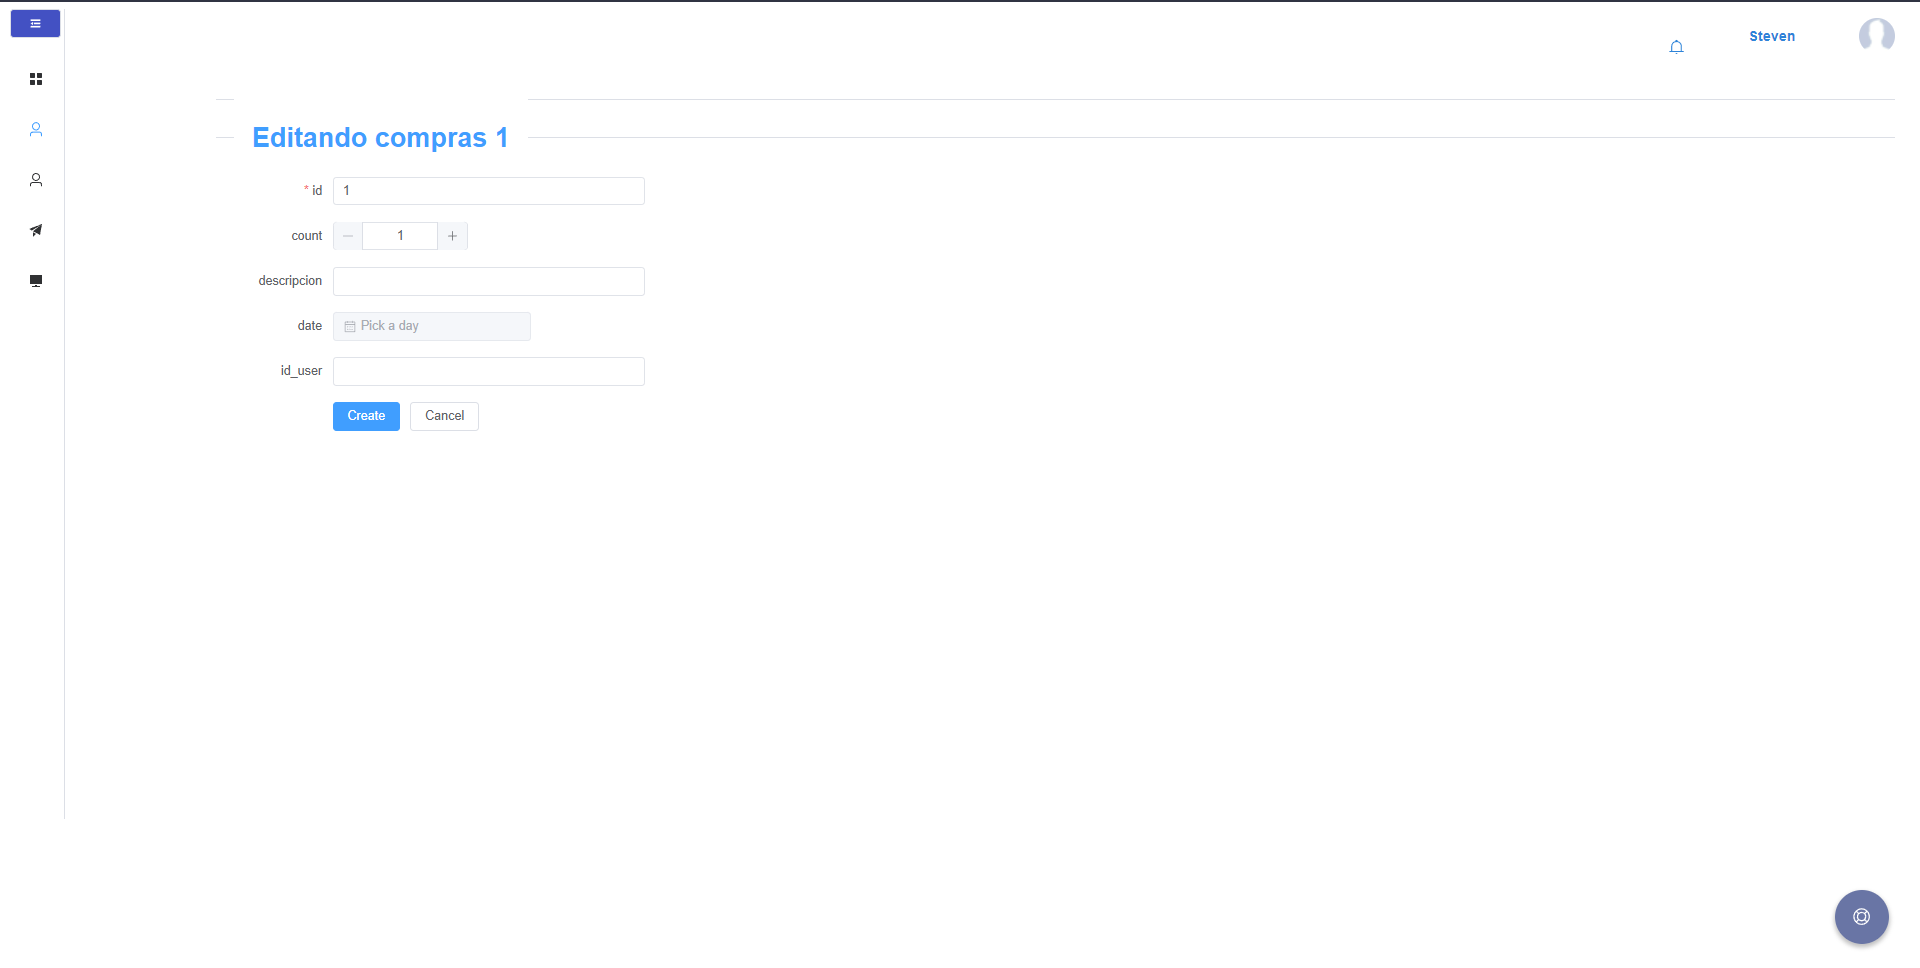 Steven
Editando compras 1
* id 1
count 1
descripcion
date Pick a day
id_user
Create Cancel